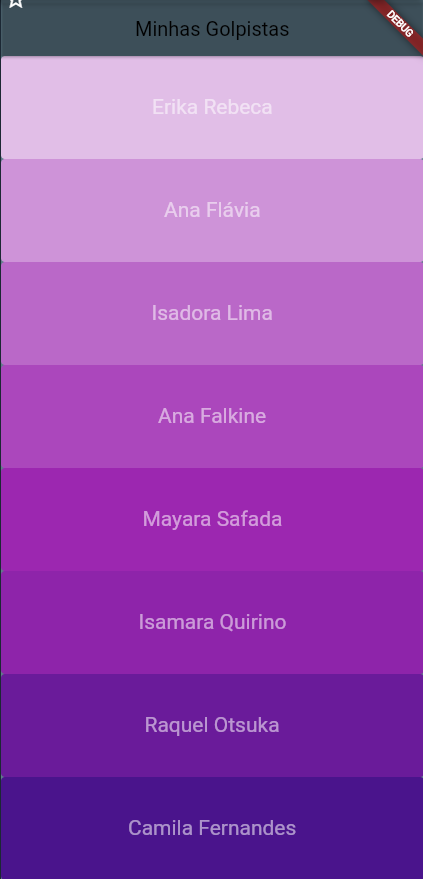 Minhas Golpistas
DEBUG
Erika Rebeca
Ana Flávia
Isadora Lima
Ana Falkine
Mayara Safada
Isamara Quirino
Raquel Otsuka
Camila Fernandes